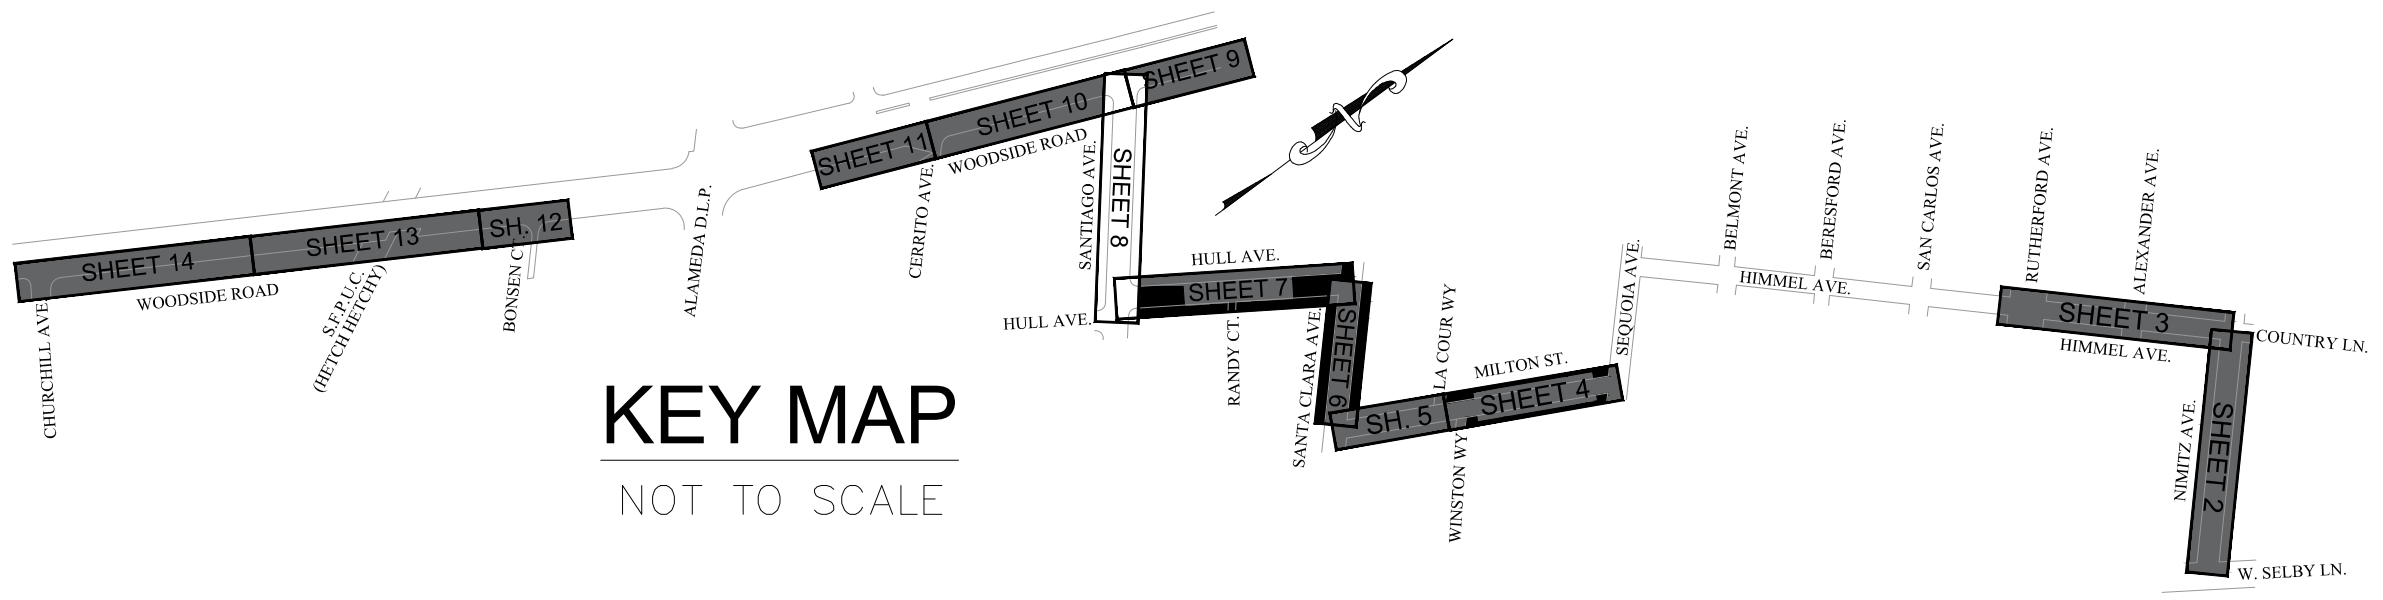 SHEET 14
SHEET 13
SH. 12
SHEET 11
SHEET 10
SHEET 9
WOODSIDE ROAD
WOODSIDE ROAD
CHURCHILL AVE.
S.F.P.U.C.
(HETCH HETCHY)
BONSEN CT.
ALAMEDA D.L.P.
CERRITO AVE.
SANTIAGO AVE.
SHEET 8
HULL AVE.
HULL AVE.
SHEET 7
RANDY CT.
SANTA CLARA AVE.
SHEET 6
LA COUR WY
SH. 5
WINSTON WY
MILTON ST.
SHEET 4
SEQUOIA AVE.
HIMMEL AVE.
BELMONT AVE.
BERESFORD AVE.
SAN CARLOS AVE.
RUTHERFORD AVE.
ALEXANDER AVE.
SHEET 3
HIMMEL AVE.
COUNTRY LN.
NIMITZ AVE.
SHEET 2
W. SELBY LN.
KEY MAP
NOT TO SCALE